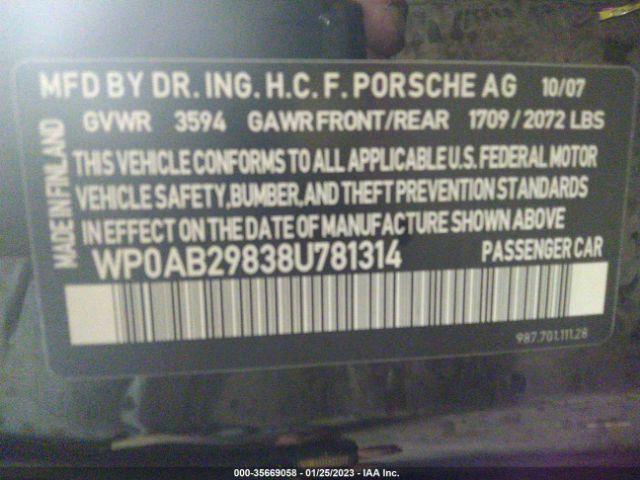 MFD BY DR. ING. H.C. F. PORSCHE AG 10/07
GVWR 3594 GAWR FRONT/REAR 1709 / 2072 LBS
THIS VEHICLE CONFORMS TO ALL APPLICABLE U.S. FEDERAL MOTOR
VEHICLE SAFETY, BUMBER, AND THEFT PREVENTION STANDARDS
IN EFFECT ON THE DATE OF MANUFACTURE SHOWN ABOVE
MADE IN FINLAND
WP0AB29838U781314 PASSENGER CAR
987.701.111.28
000-35669058 - 01/25/2023 - IAA Inc.